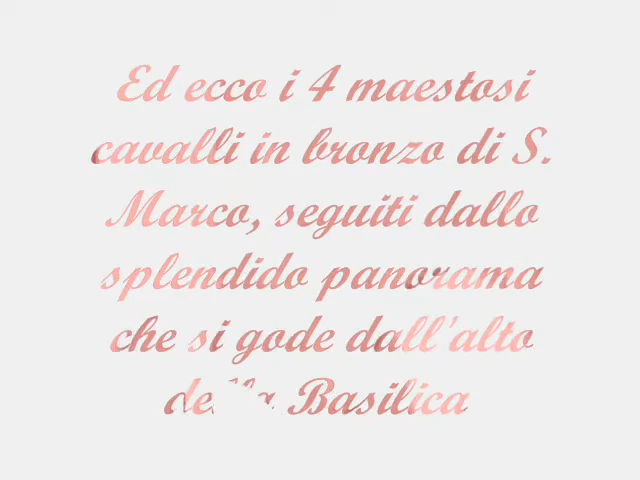 Ed ecco i 4 maestosi
cavalli in bronzo di S.
Marco, seguiti dallo
splendido panorama
che si gode dall'alto
della Basilica